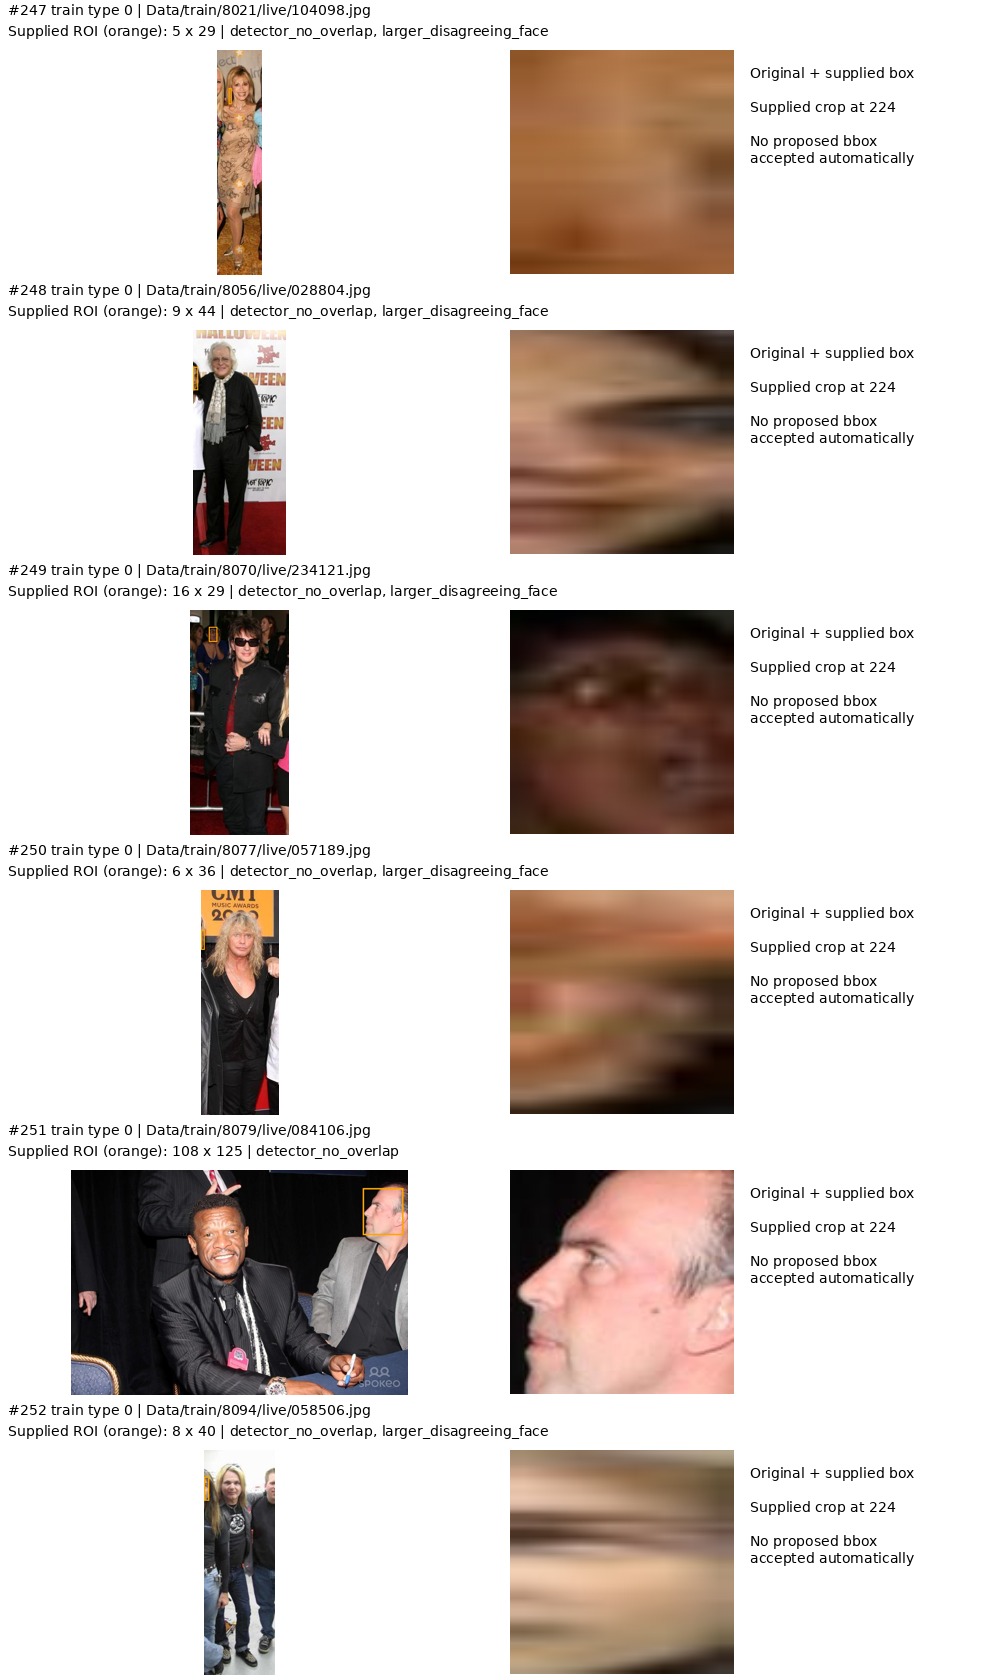 #247 train type 0 | Data/train/8021/live/104098.jpg
Supplied ROI (orange): 5 x 29 | detector_no_overlap, larger_disagreeing_face
Original + supplied box
Supplied crop at 224
No proposed bbox
accepted automatically
#248 train type 0 | Data/train/8056/live/028804.jpg
Supplied ROI (orange): 9 x 44 | detector_no_overlap, larger_disagreeing_face
HALLOWEEN
WEEN
EEN
WEEN
Original + supplied box
Supplied crop at 224
No proposed bbox
accepted automatically
#249 train type 0 | Data/train/8070/live/234121.jpg
Supplied ROI (orange): 16 x 29 | detector_no_overlap, larger_disagreeing_face
Original + supplied box
Supplied crop at 224
No proposed bbox
accepted automatically
#250 train type 0 | Data/train/8077/live/057189.jpg
Supplied ROI (orange): 6 x 36 | detector_no_overlap, larger_disagreeing_face
CMT
MUSIC AWARDS
Original + supplied box
Supplied crop at 224
No proposed bbox
accepted automatically
#251 train type 0 | Data/train/8079/live/084106.jpg
Supplied ROI (orange): 108 x 125 | detector_no_overlap
SPOKEO
Original + supplied box
Supplied crop at 224
No proposed bbox
accepted automatically
#252 train type 0 | Data/train/8094/live/058506.jpg
Supplied ROI (orange): 8 x 40 | detector_no_overlap, larger_disagreeing_face
Original + supplied box
Supplied crop at 224
No proposed bbox
accepted automatically